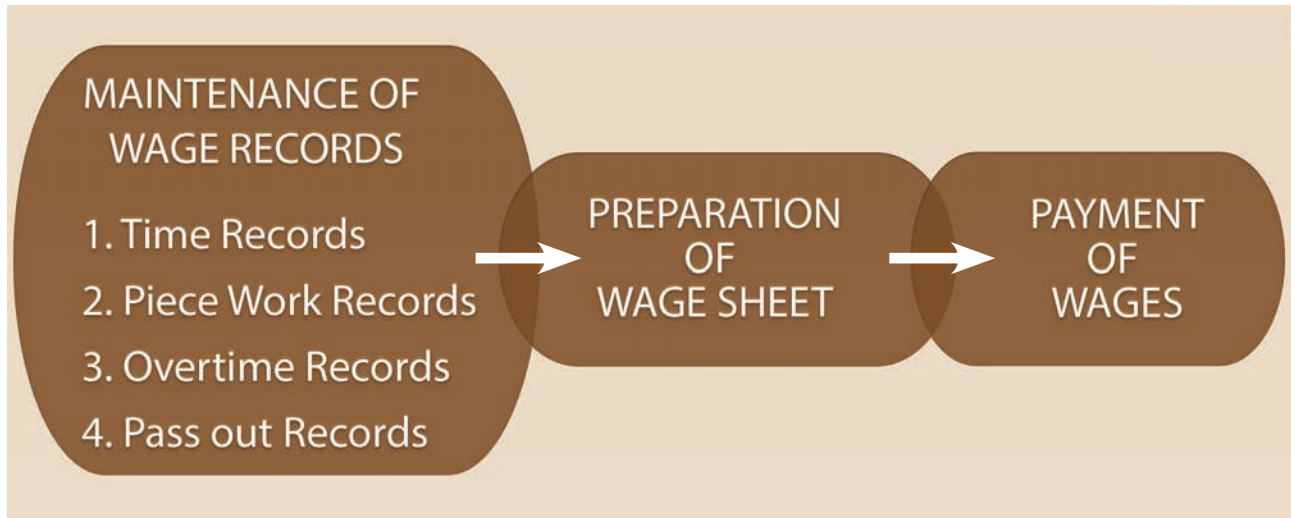 MAINTENANCE OF
WAGE RECORDS
1. Time Records
2. Piece Work Records
3. Overtime Records
4. Pass out Records
PREPARATION
OF
WAGE SHEET
PAYMENT
OF
WAGES